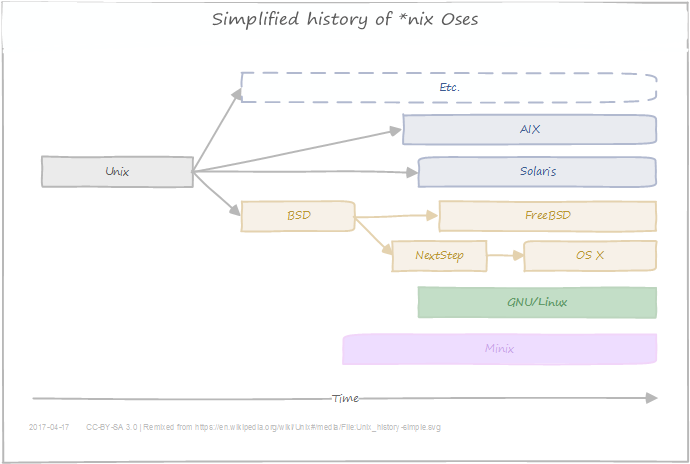 Simplified history of *nix Oses
Etc.
AIX
Unix
Solaris
BSD
FreeBSD
NextStep
OS X
GNU/Linux
Minix
Time
2017-04-17 CC-BY-SA 3.0 | Remixed from https://en.wikipedia.org/wiki/Unix#/media/File:Unix_history-simple.svg